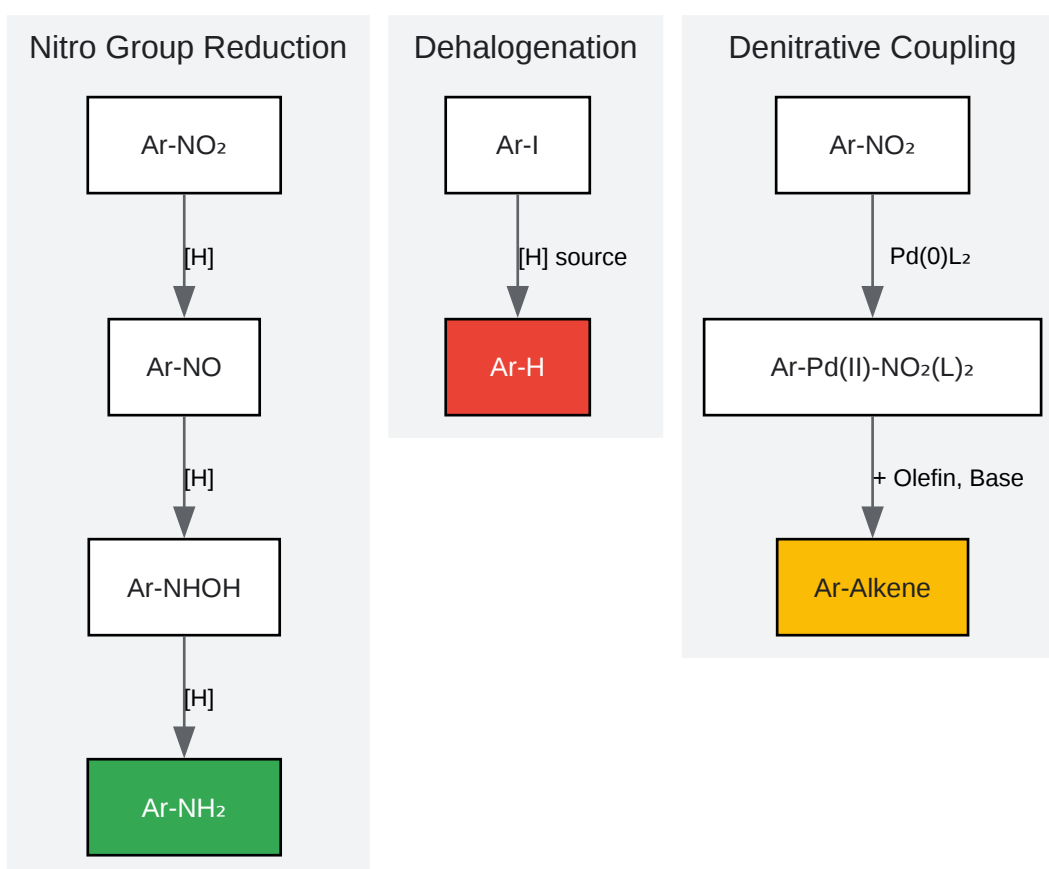 Nitro Group Reduction
Ar-NO₂
[H]
Ar-NO
[H]
Ar-NHOH
[H]
Ar-NH₂
Dehalogenation
Ar-I
[H] source
Ar-H
Denitrative Coupling
Ar-NO₂
Pd(0)L₂
Ar-Pd(II)-NO₂(L)₂
+ Olefin, Base
Ar-Alkene